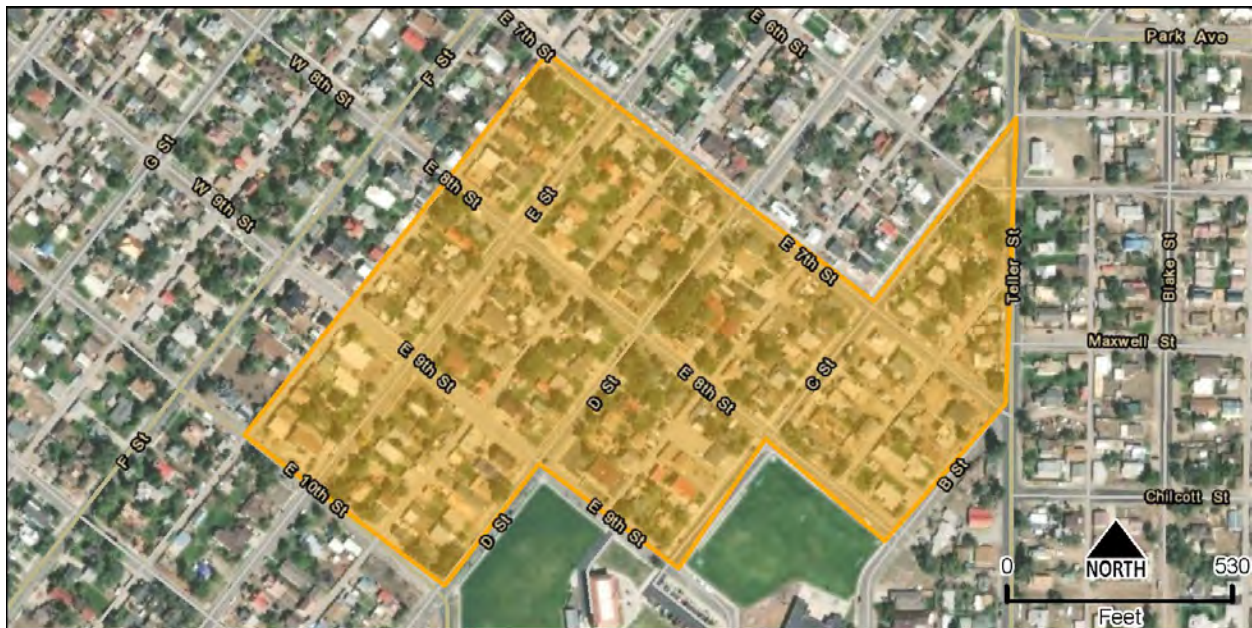 E 7th St
E 6th St
Park Ave
W 8th St
F St
G St
W 9th St
E 8th St
E St
E 7th St
Teller St
Blake St
Maxwell St
E 9th St
D St
E 8th St
C St
F St
E 10th St
D St
E 9th St
B St
Chilcott St
NORTH
0
530
Feet